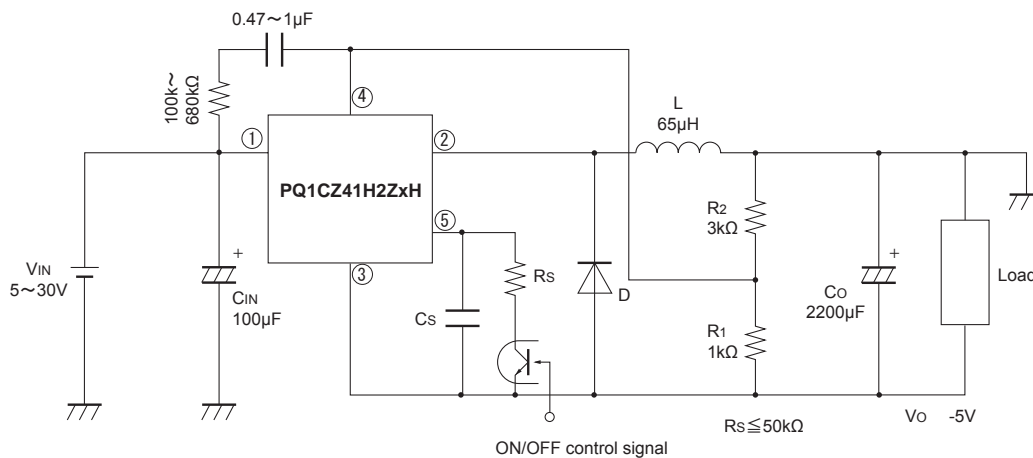 0.47～1μF
100k～
680kΩ
④
①
②
L
65μH
PQ1CZ41H2ZxH
⑤
③
R2
3kΩ
RS
D
VIN
5～30V
CIN
100μF
CS
CO
2200μF
Load
R1
1kΩ
RS≦50kΩ
VO -5V
ON/OFF control signal
+
+